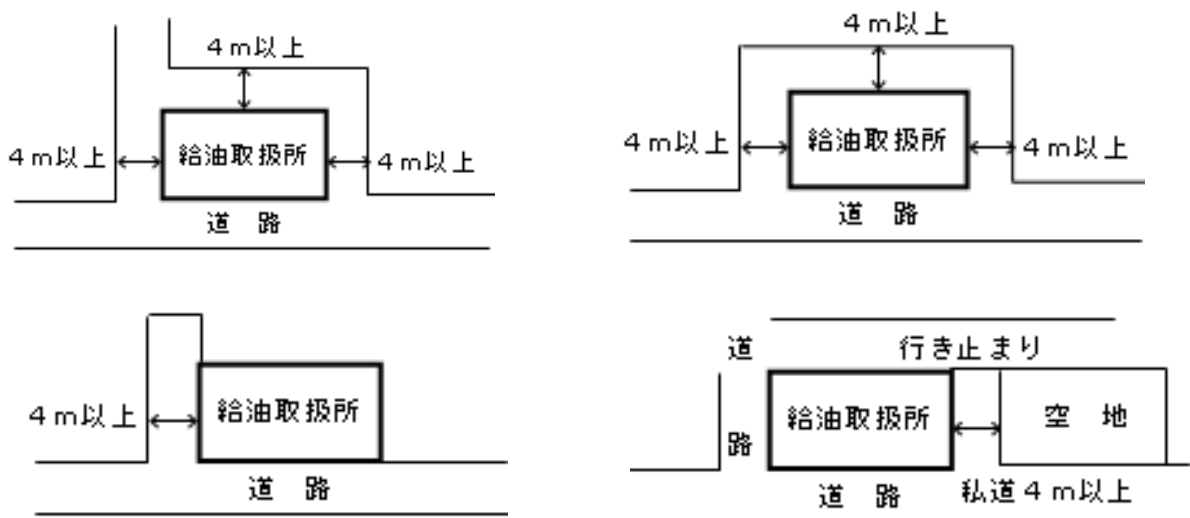 4m以上
4m以上
給油取扱所
4m以上
道 路
4m以上
4m以上
給油取扱所
4m以上
道 路
4m以上
給油取扱所
道 路
道
路
行き止まり
給油取扱所
空 地
道 路
私道4m以上